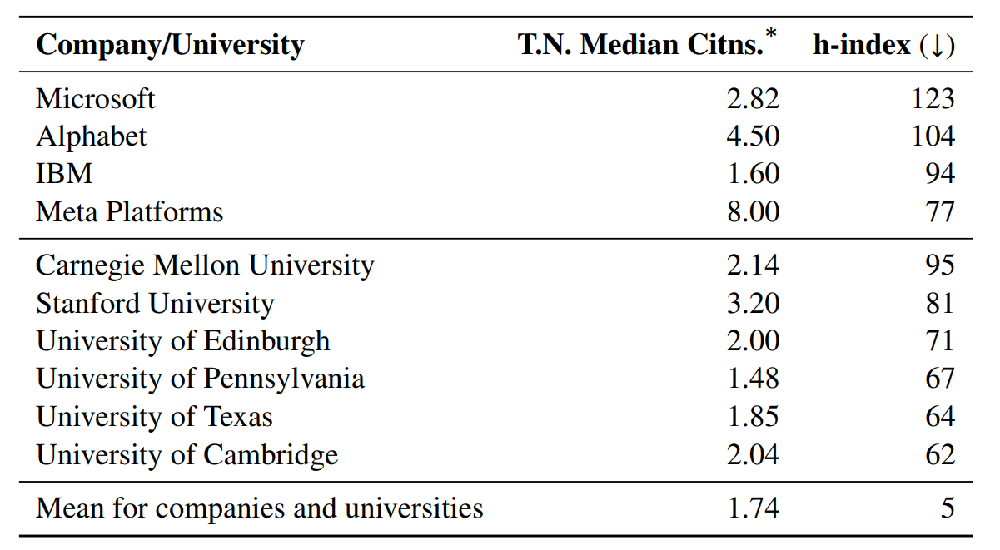 Company/University T.N. Median Citns.* h-index (↓)
Microsoft 2.82 123
Alphabet 4.50 104
IBM 1.60 94
Meta Platforms 8.00 77
Carnegie Mellon University 2.14 95
Stanford University 3.20 81
University of Edinburgh 2.00 71
University of Pennsylvania 1.48 67
University of Texas 1.85 64
University of Cambridge 2.04 62
Mean for companies and universities 1.74 5